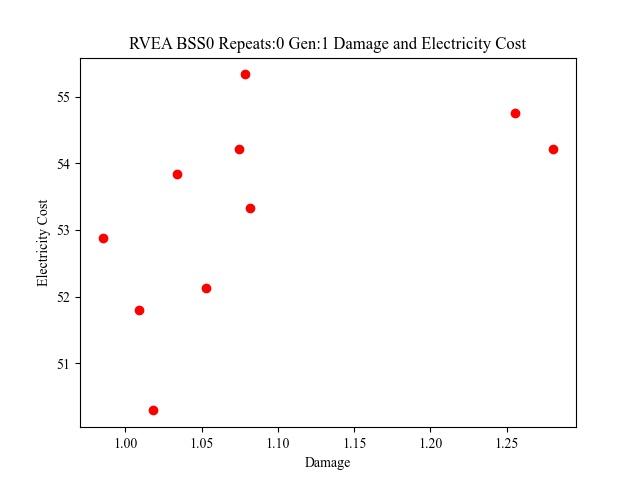 RVEA BSS0 Repeats:0 Gen:1 Damage and Electricity Cost
55
54
53
52
51
Electricity Cost
1.00 1.05 1.10 1.15 1.20 1.25
Damage